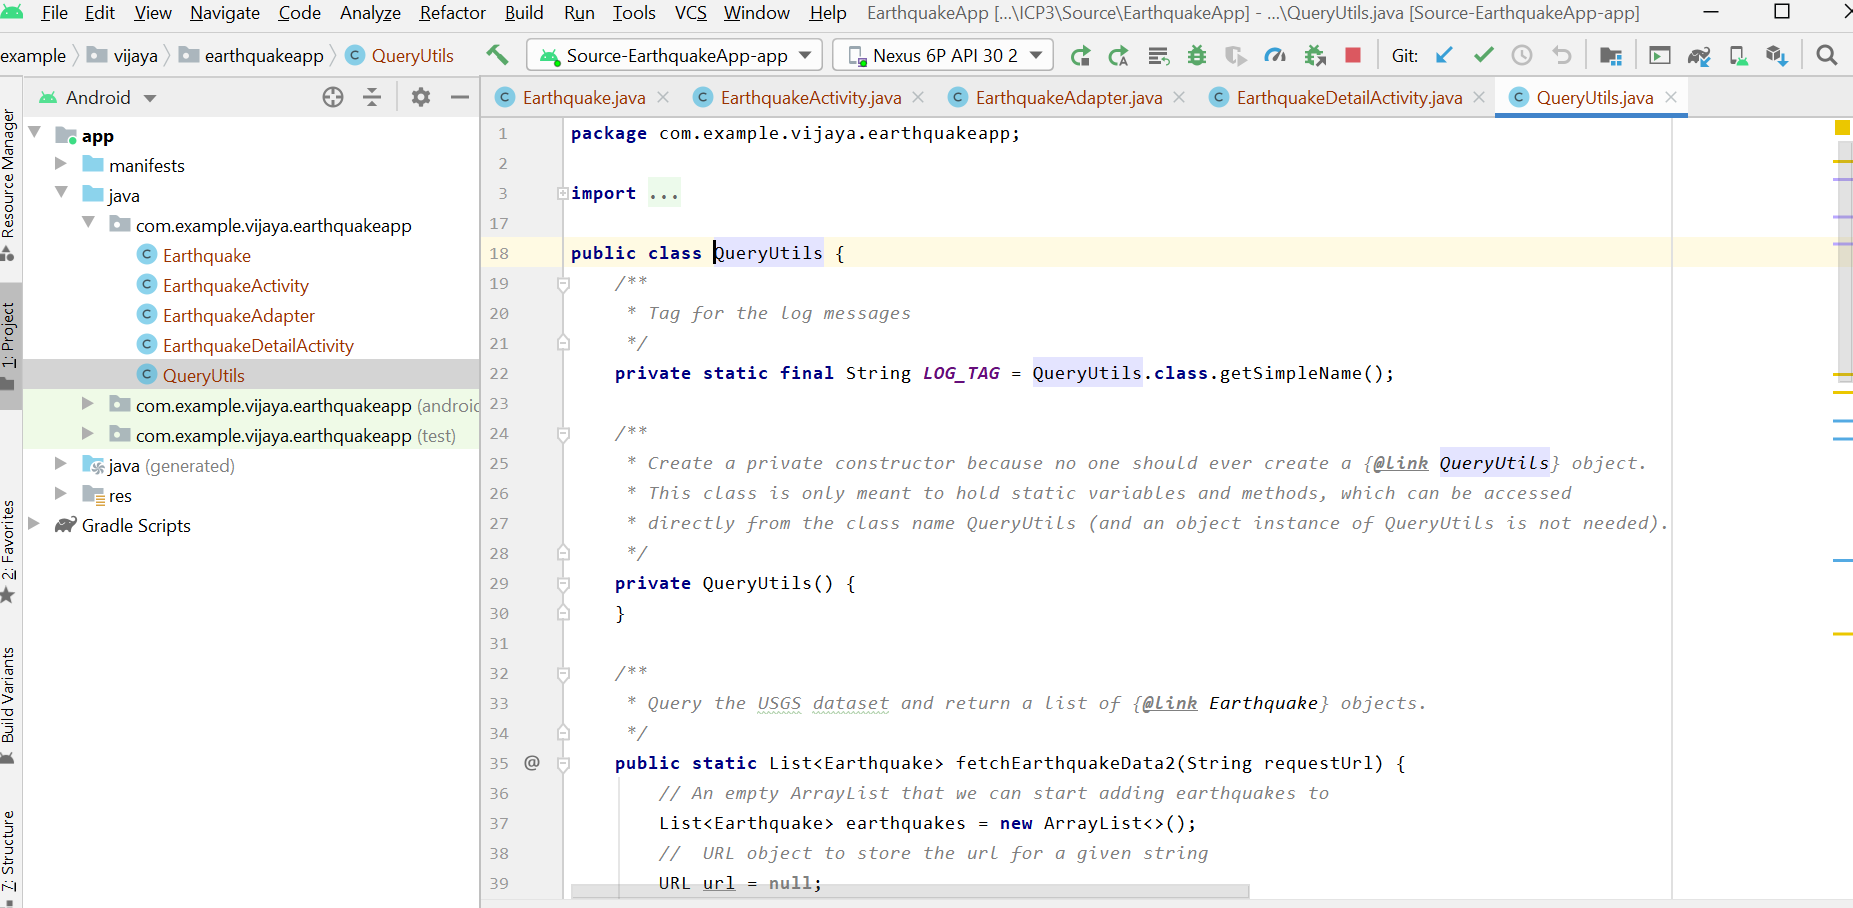 File Edit View Navigate Code Analyze Refactor Build Run Tools VCS Window Help EarthquakeApp [...\ICP3\Source\EarthquakeApp] - ...\QueryUtils.java [Source-EarthquakeApp-app]
example vijaya earthquakeapp QueryUtils Source-EarthquakeApp-app Nexus 6P API 30 2 Git:
Android
Earthquake.java EarthquakeActivity.java EarthquakeAdapter.java EarthquakeDetailActivity.java QueryUtils.java
Resource Manager
1: Project
2: Favorites
Build Variants
7: Structure
app
manifests
java
com.example.vijaya.earthquakeapp
Earthquake
EarthquakeActivity
EarthquakeAdapter
EarthquakeDetailActivity
QueryUtils
com.example.vijaya.earthquakeapp (androic
com.example.vijaya.earthquakeapp (test)
java (generated)
res
Gradle Scripts
1 package com.example.vijaya.earthquakeapp;
2
3 import ...
17
18 public class QueryUtils {
19 /**
20 * Tag for the log messages
21 */
22 private static final String LOG_TAG = QueryUtils.class.getSimpleName();
23
24 /**
25 * Create a private constructor because no one should ever create a {@link QueryUtils} object.
26 * This class is only meant to hold static variables and methods, which can be accessed
27 * directly from the class name QueryUtils (and an object instance of QueryUtils is not needed).
28 */
29 private QueryUtils() {
30 }
31
32 /**
33 * Query the USGS dataset and return a list of {@link Earthquake} objects.
34 */
35 @ public static List<Earthquake> fetchEarthquakeData2(String requestUrl) {
36 // An empty ArrayList that we can start adding earthquakes to
37 List<Earthquake> earthquakes = new ArrayList<>();
38 // URL object to store the url for a given string
39 URL url = null;